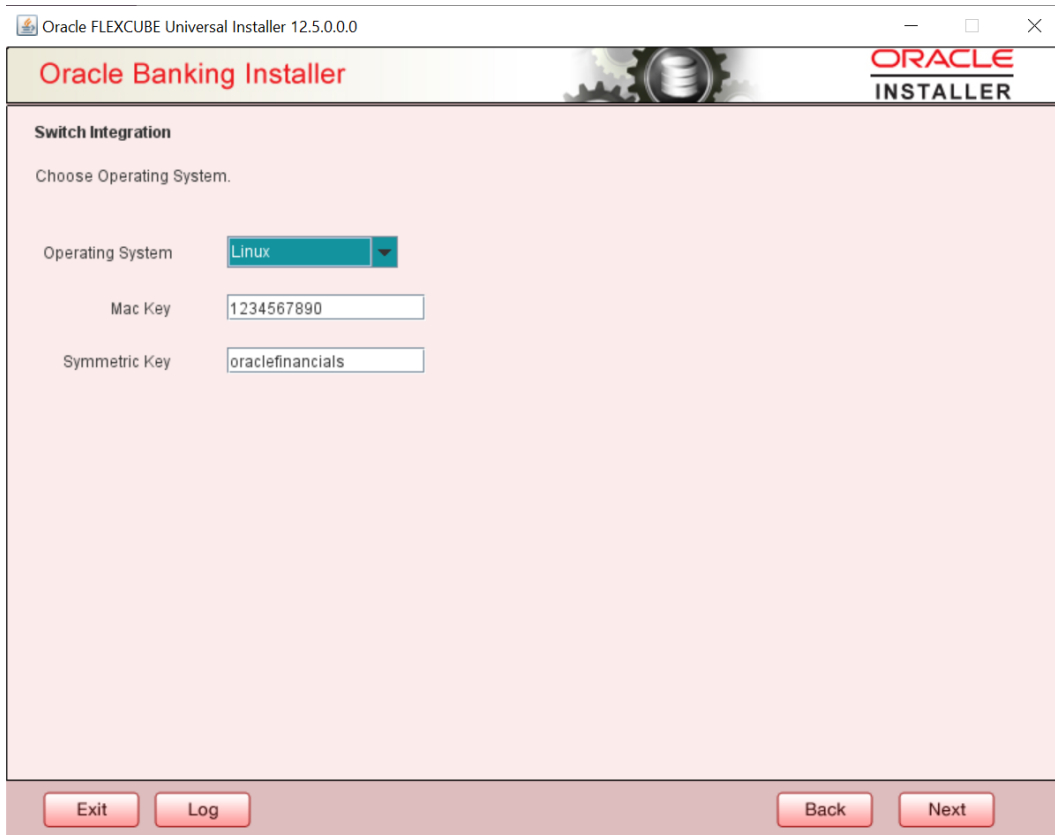 Oracle FLEXCUBE Universal Installer 12.5.0.0.0
Oracle Banking Installer
ORACLE
INSTALLER
Switch Integration
Choose Operating System.
Operating System Linux
Mac Key 1234567890
Symmetric Key oraclefinancials
Exit Log Back Next